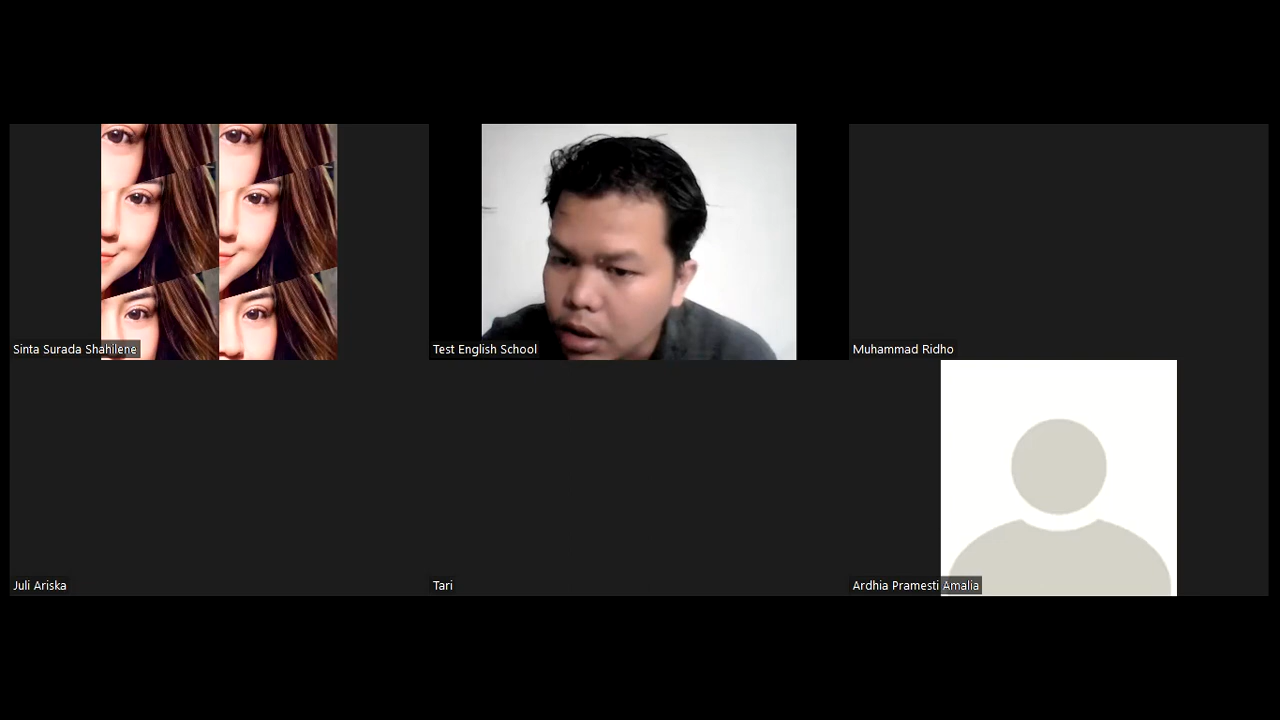 Sinta Surada Shahilene
Test English School
Muhammad Ridho
Juli Ariska
Tari
Ardhia Pramesti Amalia